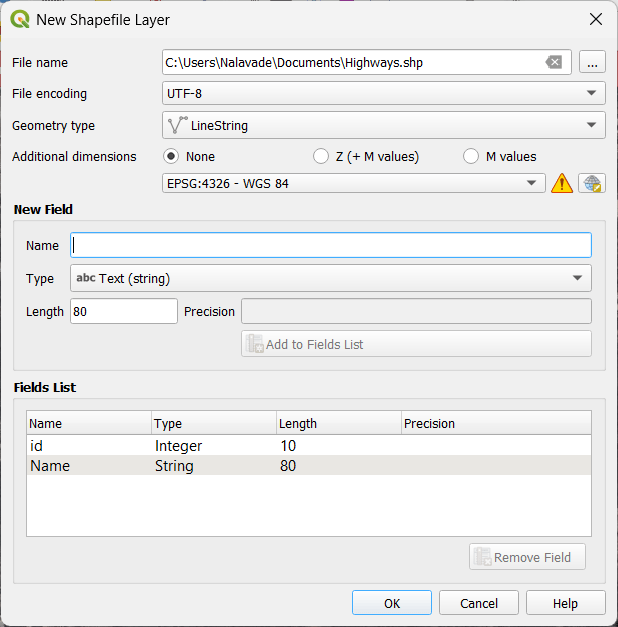 New Shapefile Layer
File name C:\Users\Nalavade\Documents\Highways.shp ...
File encoding UTF-8
Geometry type LineString
Additional dimensions None Z (+ M values) M values
EPSG:4326 - WGS 84
New Field
Name
Type abc Text (string)
Length 80 Precision
Add to Fields List
Fields List
Name Type Length Precision
id Integer 10
Name String 80
Remove Field
OK Cancel Help